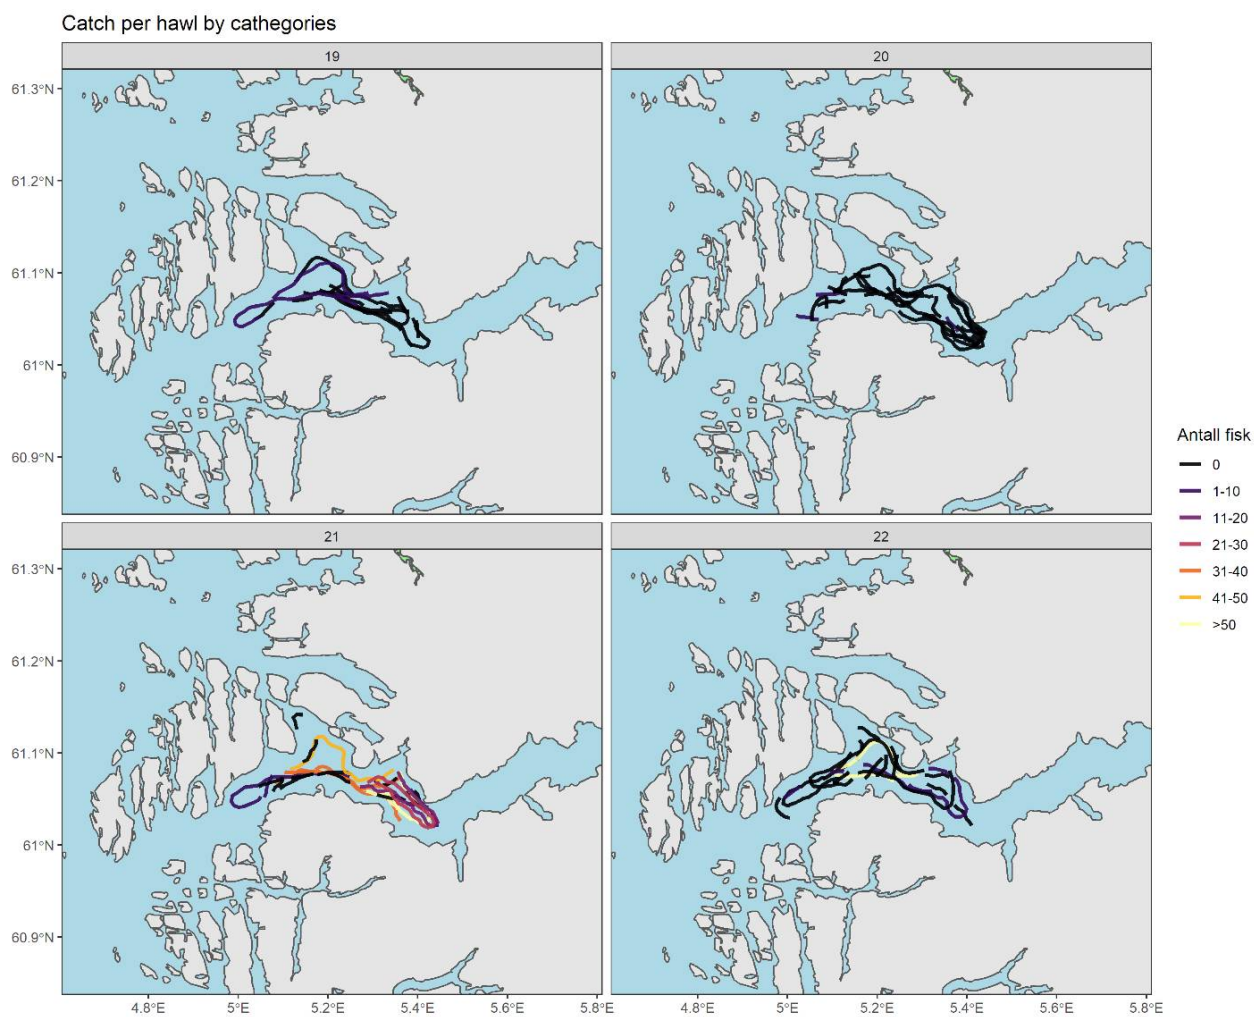 Catch per hawl by cathegories
19
20
61.3°N
61.2°N
61.1°N
61°N
60.9°N
21
22
61.3°N
61.2°N
61.1°N
61°N
60.9°N
4.8°E 5°E 5.2°E 5.4°E 5.6°E 5.8°E
4.8°E 5°E 5.2°E 5.4°E 5.6°E 5.8°E
Antall fisk
0
1-10
11-20
21-30
31-40
41-50
>50